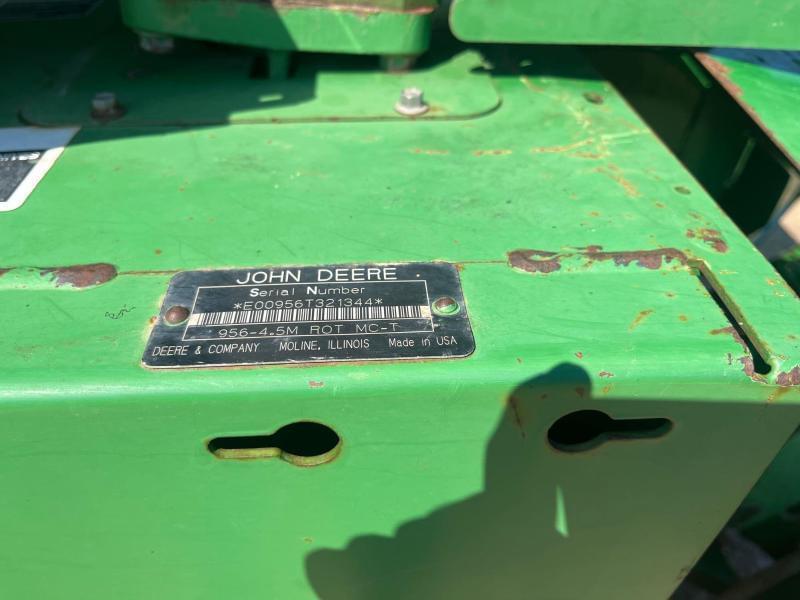 JOHN DEERE
Serial Number
*E00956T321344*
956-4.5M ROT MC-T
DEERE & COMPANY MOLINE, ILLINOIS Made in USA